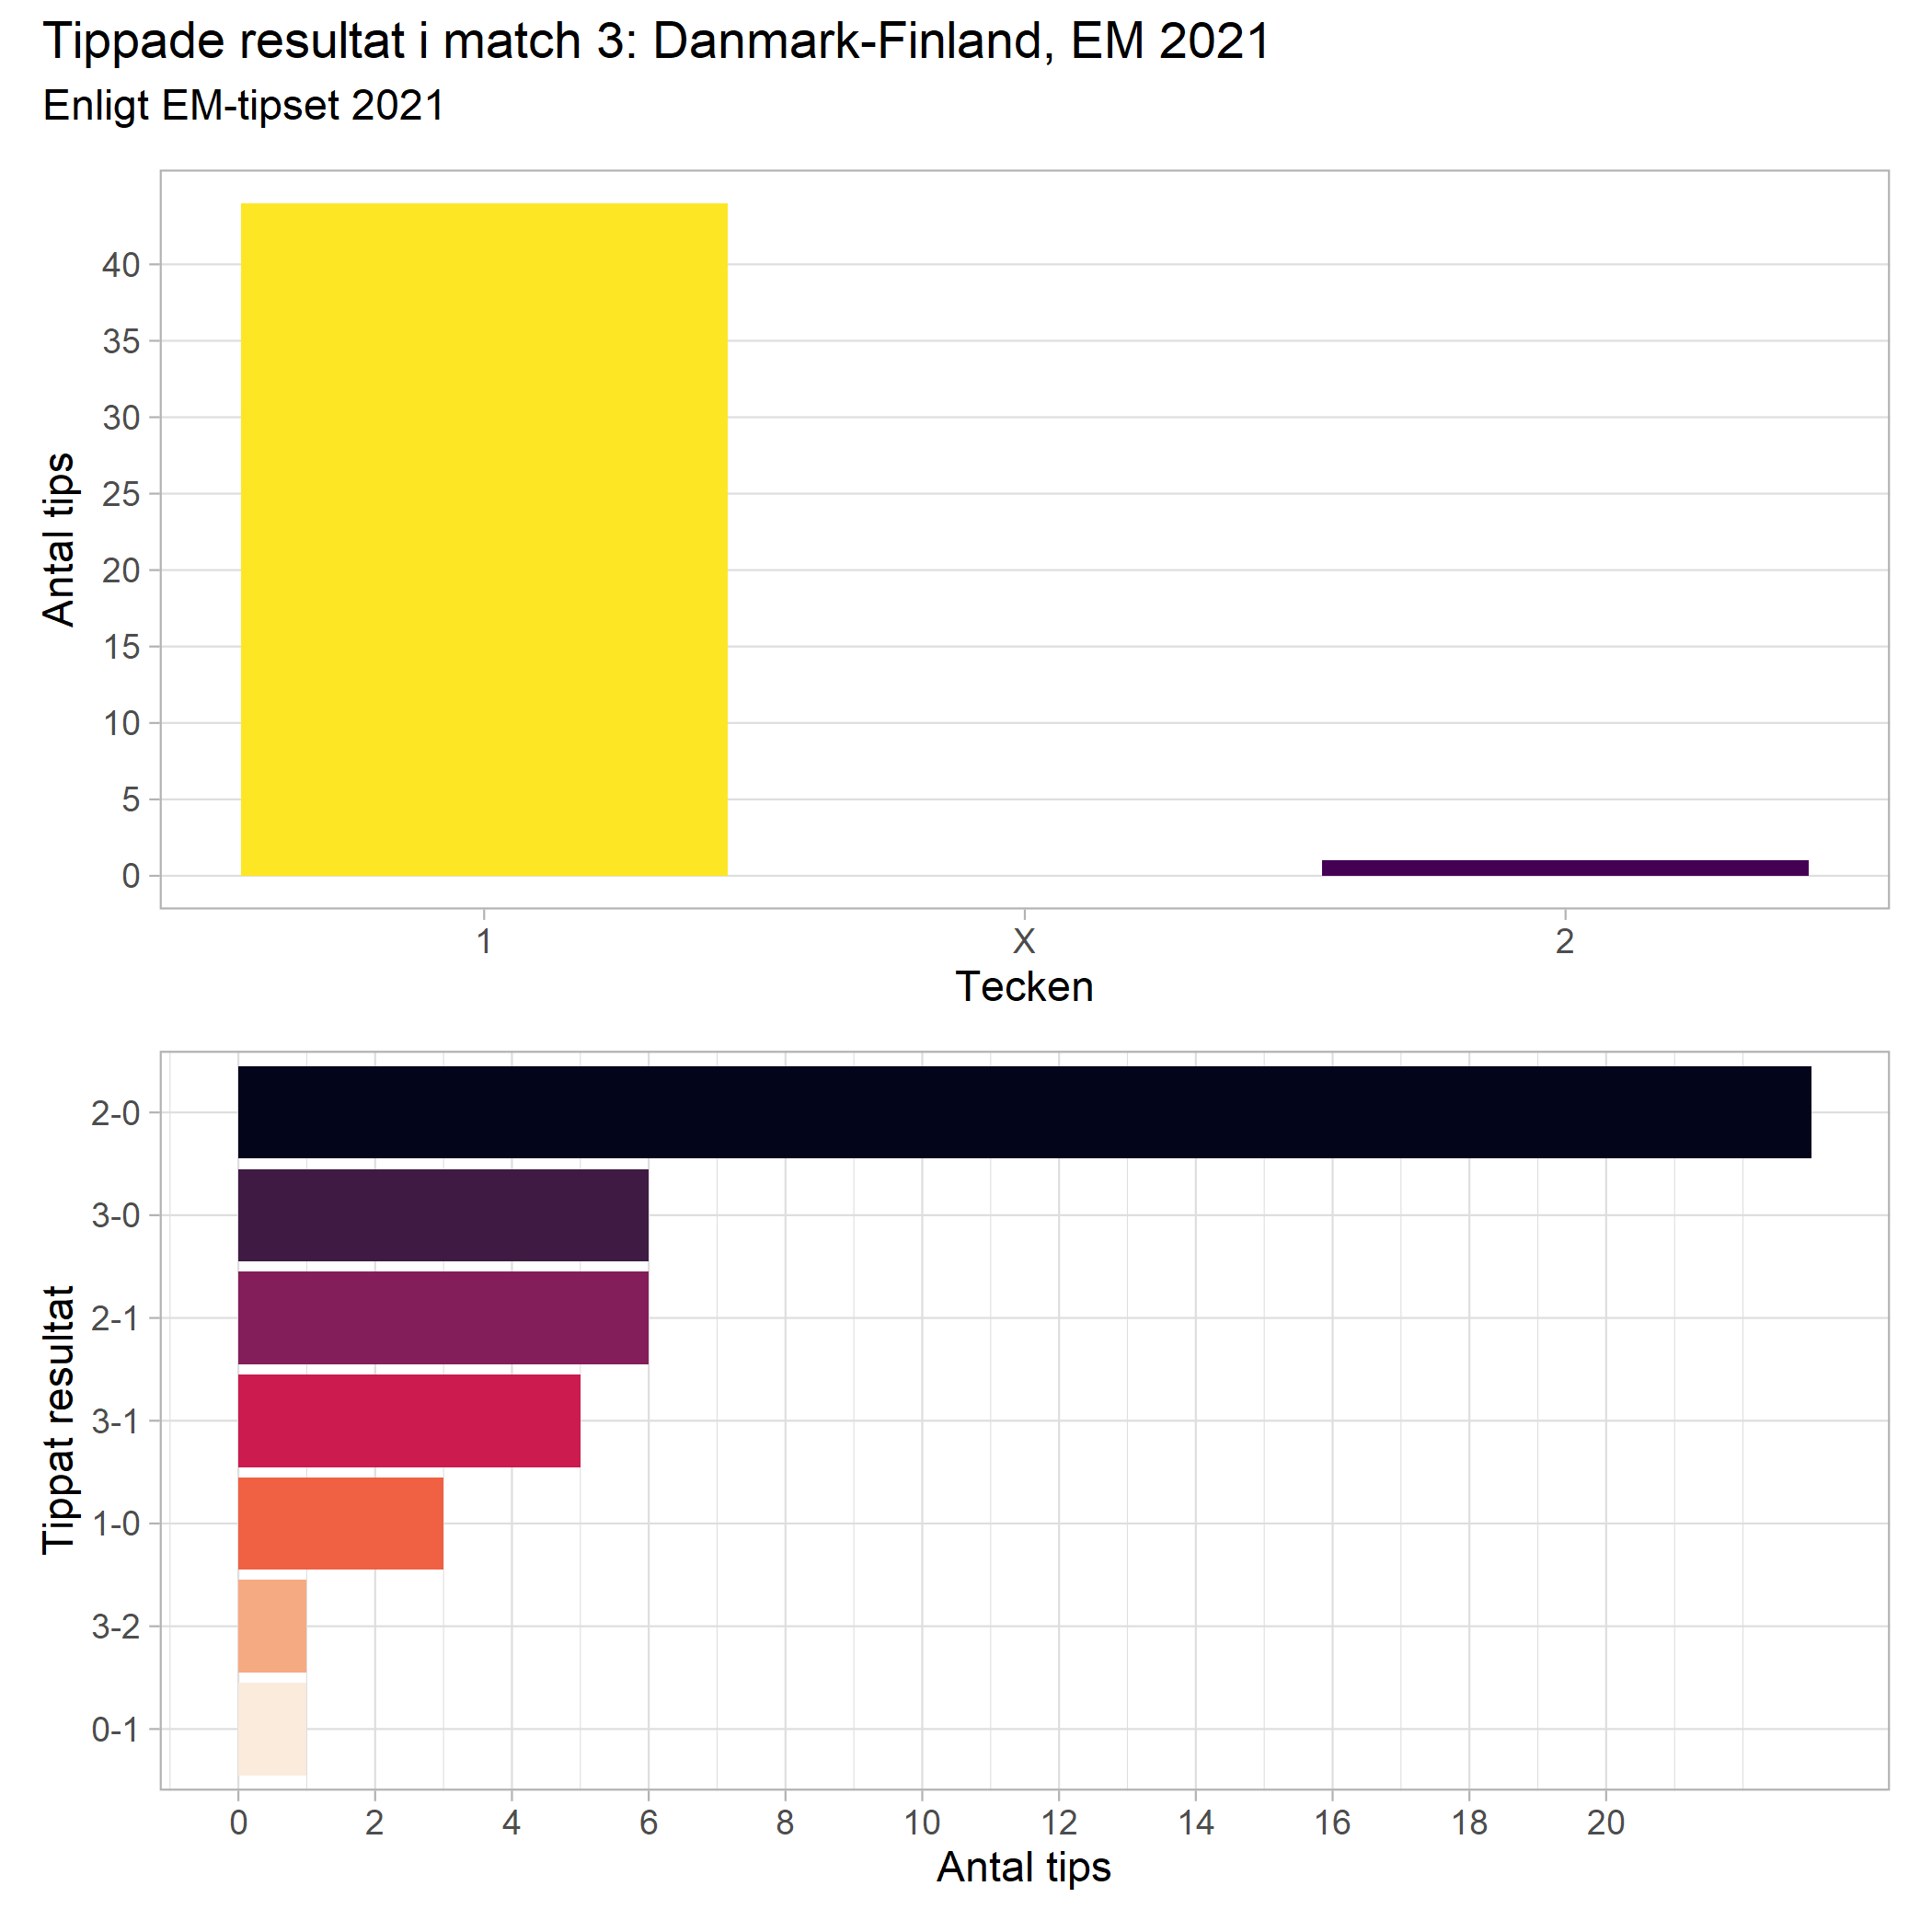 Tippade resultat i match 3: Danmark-Finland, EM 2021
Enligt EM-tipset 2021
Antal tips
40
35
30
25
20
15
10
5
0
1 X 2
Tecken
Tippat resultat
2-0
3-0
2-1
3-1
1-0
3-2
0-1
0 2 4 6 8 10 12 14 16 18 20
Antal tips